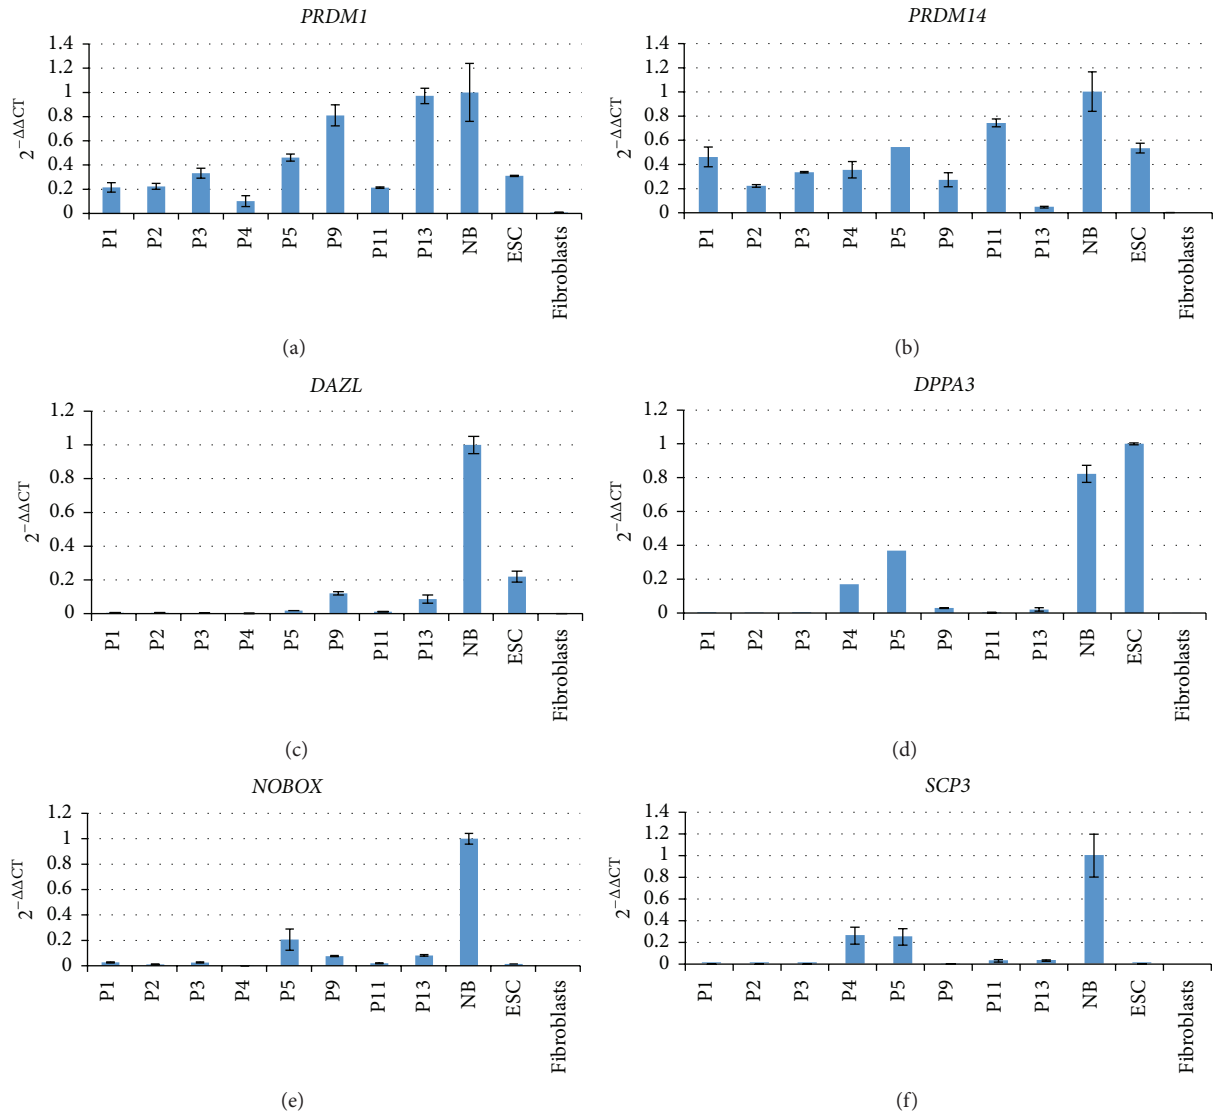 PRDM1
1.4
1.2
1
0.8
0.6
0.4
0.2
0
2^−ΔΔCT
P1 P2 P3 P4 P5 P9 P11 P13 NB ESC Fibroblasts
(a)
PRDM14
1.4
1.2
1
0.8
0.6
0.4
0.2
0
2^−ΔΔCT
P1 P2 P3 P4 P5 P9 P11 P13 NB ESC Fibroblasts
(b)
DAZL
1.2
1
0.8
0.6
0.4
0.2
0
2^−ΔΔCT
P1 P2 P3 P4 P5 P9 P11 P13 NB ESC Fibroblasts
(c)
DPPA3
1.2
1
0.8
0.6
0.4
0.2
0
2^−ΔΔCT
P1 P2 P3 P4 P5 P9 P11 P13 NB ESC Fibroblasts
(d)
NOBOX
1.2
1
0.8
0.6
0.4
0.2
0
2^−ΔΔCT
P1 P2 P3 P4 P5 P9 P11 P13 NB ESC Fibroblasts
(e)
SCP3
1.4
1.2
1
0.8
0.6
0.4
0.2
0
2^−ΔΔCT
P1 P2 P3 P4 P5 P9 P11 P13 NB ESC Fibroblasts
(f)